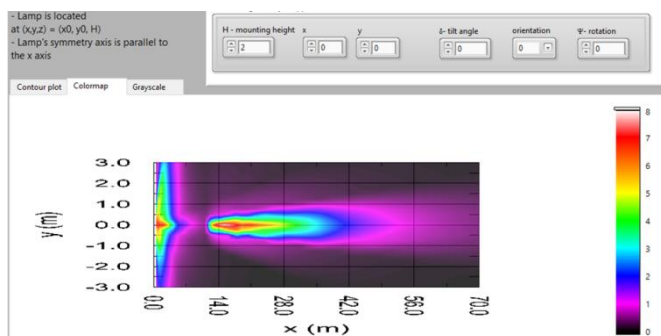 - Lamp is located
at (x,y,z) = (x0, y0, H)
- Lamp's symmetry axis is parallel to
the x axis
H - mounting height x y δ- tilt angle orientation Ψ- rotation
2 0 0 0 0 0
Contour plot Colormap Grayscale
3.0
2.0
1.0
0.0
-1.0
-2.0
-3.0
y (m)
0.0 14.0 28.0 42.0 56.0 70.0
x (m)
8
7
6
5
4
3
2
1
0